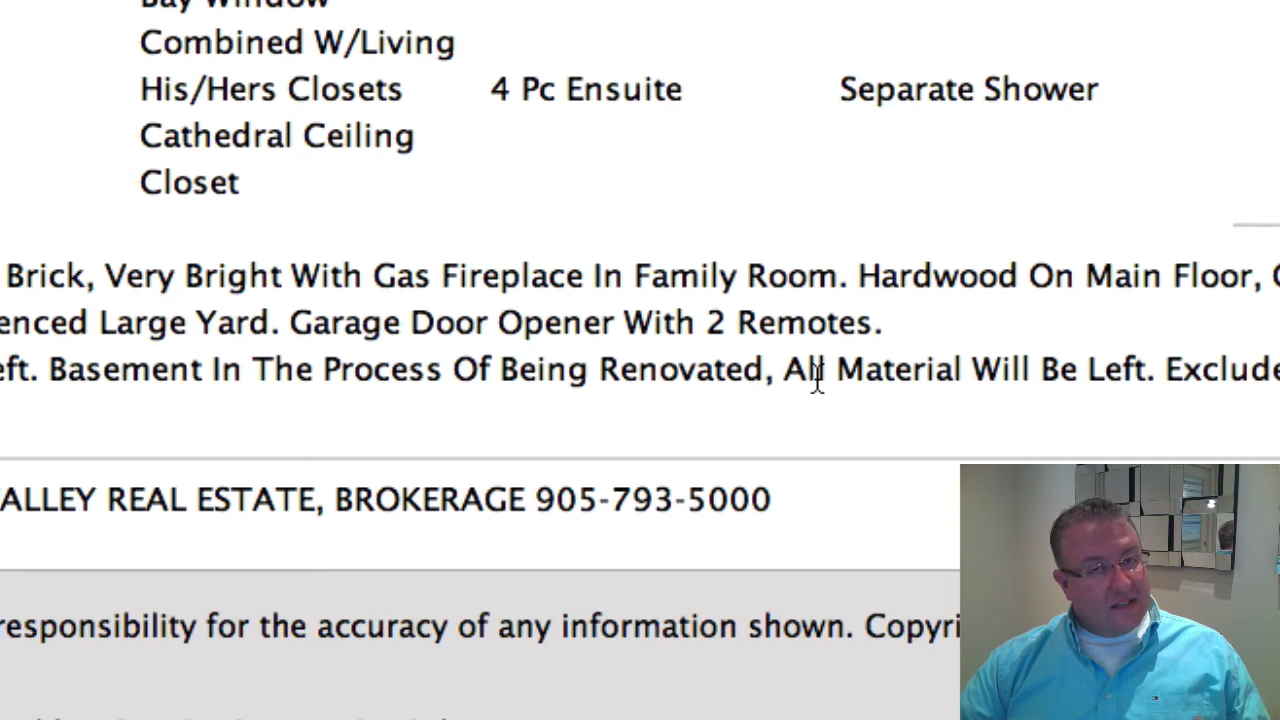 Bay Window
Combined W/Living
His/Hers Closets 4 Pc Ensuite Separate Shower
Cathedral Ceiling
Closet
Brick, Very Bright With Gas Fireplace In Family Room. Hardwood On Main Floor,
enced Large Yard. Garage Door Opener With 2 Remotes.
eft. Basement In The Process Of Being Renovated, All Material Will Be Left. Exclude
ALLEY REAL ESTATE, BROKERAGE 905-793-5000
responsibility for the accuracy of any information shown. Copyri